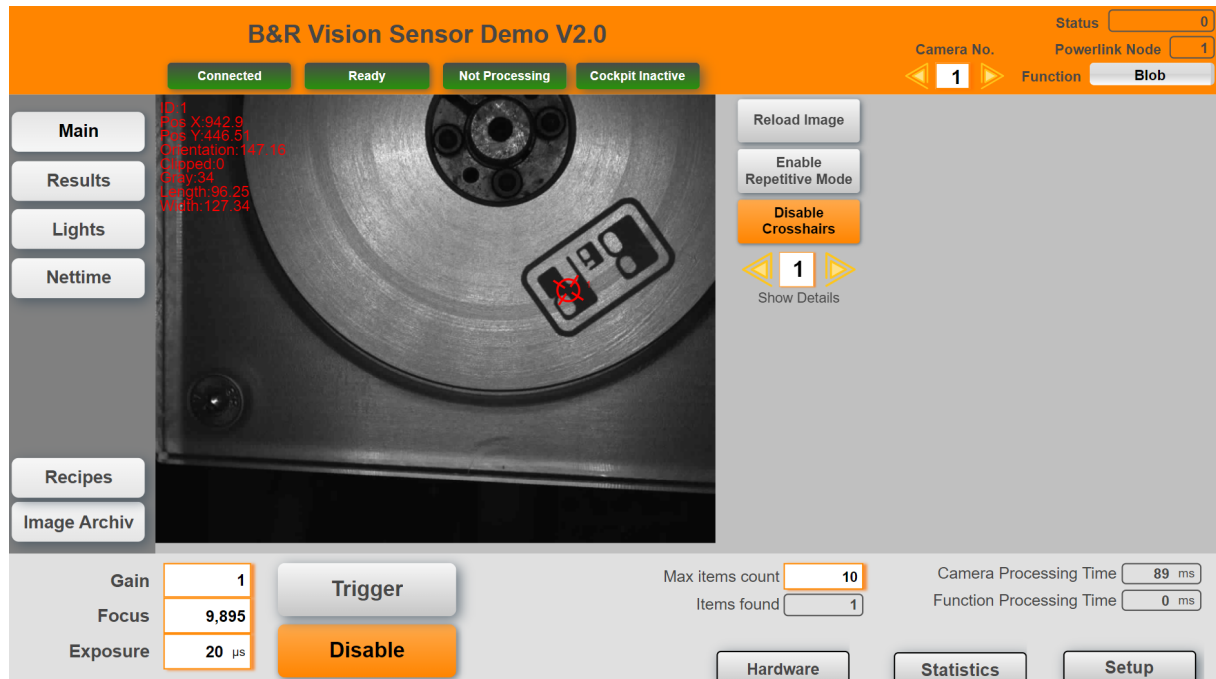 B&R Vision Sensor Demo V2.0
Status 0
Camera No.
Powerlink Node 1
Connected
Ready
Not Processing
Cockpit Inactive
1
Function Blob
Main
Results
Lights
Nettime
Recipes
Image Archiv
ID:1
Pos X:942.9
Pos Y:446.51
Orientation:147.16
Clipped:0
Gray:34
Length:96.25
Width:127.34
Reload Image
Enable
Repetitive Mode
Disable
Crosshairs
1
Show Details
Gain 1
Focus 9,895
Exposure 20 µs
Trigger
Disable
Max items count 10
Items found 1
Camera Processing Time 89 ms
Function Processing Time 0 ms
Hardware
Statistics
Setup